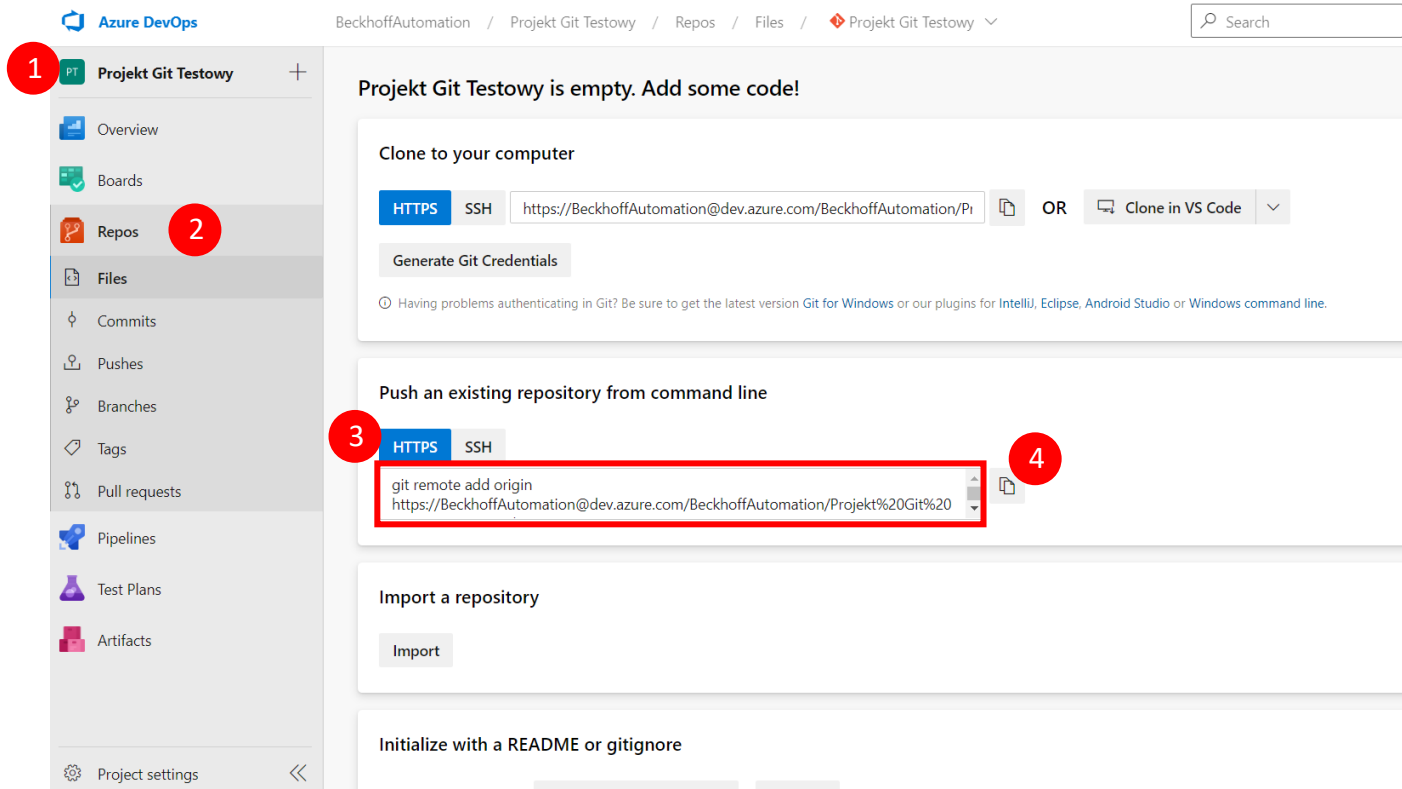 Azure DevOps
BeckhoffAutomation / Projekt Git Testowy / Repos / Files / Projekt Git Testowy
Search
1
PT
Projekt Git Testowy
Overview
Boards
Repos
2
Files
Commits
Pushes
Branches
Tags
Pull requests
Pipelines
Test Plans
Artifacts
Project settings
Projekt Git Testowy is empty. Add some code!
Clone to your computer
HTTPS SSH https://BeckhoffAutomation@dev.azure.com/BeckhoffAutomation/Pr OR Clone in VS Code
Generate Git Credentials
Having problems authenticating in Git? Be sure to get the latest version Git for Windows or our plugins for IntelliJ, Eclipse, Android Studio or Windows command line.
Push an existing repository from command line
3
HTTPS SSH
4
git remote add origin
https://BeckhoffAutomation@dev.azure.com/BeckhoffAutomation/Projekt%20Git%20
Import a repository
Import
Initialize with a README or gitignore